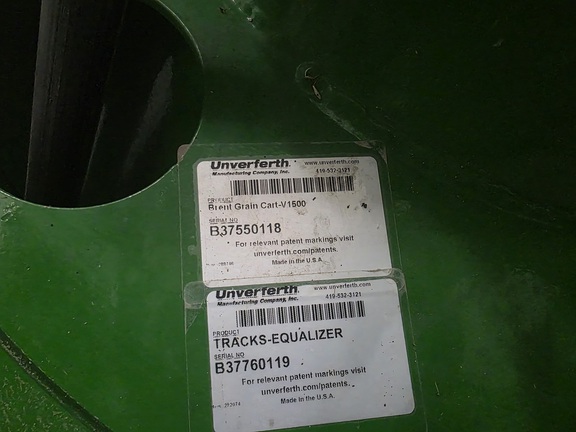 Unverferth www.unverferth.com
Manufacturing Company, Inc. 419-532-3121
PRODUCT
Brent Grain Cart-V1500
SERIAL NO
B37550118
For relevant patent markings visit
unverferth.com/patents.
Made in the U.S.A.
Unverferth www.unverferth.com
Manufacturing Company, Inc. 419-532-3121
PRODUCT
TRACKS-EQUALIZER
SERIAL NO
B37760119
For relevant patent markings visit
unverferth.com/patents.
Made in the U.S.A.